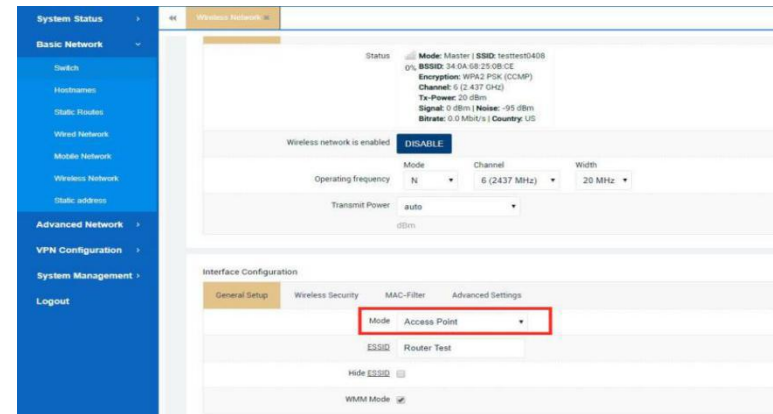 System Status
Wireless Network
Basic Network
Switch
Hostnames
Static Routes
Wired Network
Mobile Network
Wireless Network
Static address
Advanced Network
VPN Configuration
System Management
Logout
Status
Mode: Master | SSID: testtest0406
0% BSSID: 34:0A:68:25:0B:CE
Encryption: WPA2 PSK (CCMP)
Channel: 6 (2.437 GHz)
Tx-Power: 20 dBm
Signal: 0 dBm | Noise: -95 dBm
Bitrate: 0.0 Mbit/s | Country: US
Wireless network is enabled DISABLE
Mode Channel Width
Operating frequency N 6 (2437 MHz) 20 MHz
Transmit Power auto
dBm
Interface Configuration
General Setup Wireless Security MAC-Filter Advanced Settings
Mode Access Point
ESSID Router Test
Hide ESSID
WMM Mode